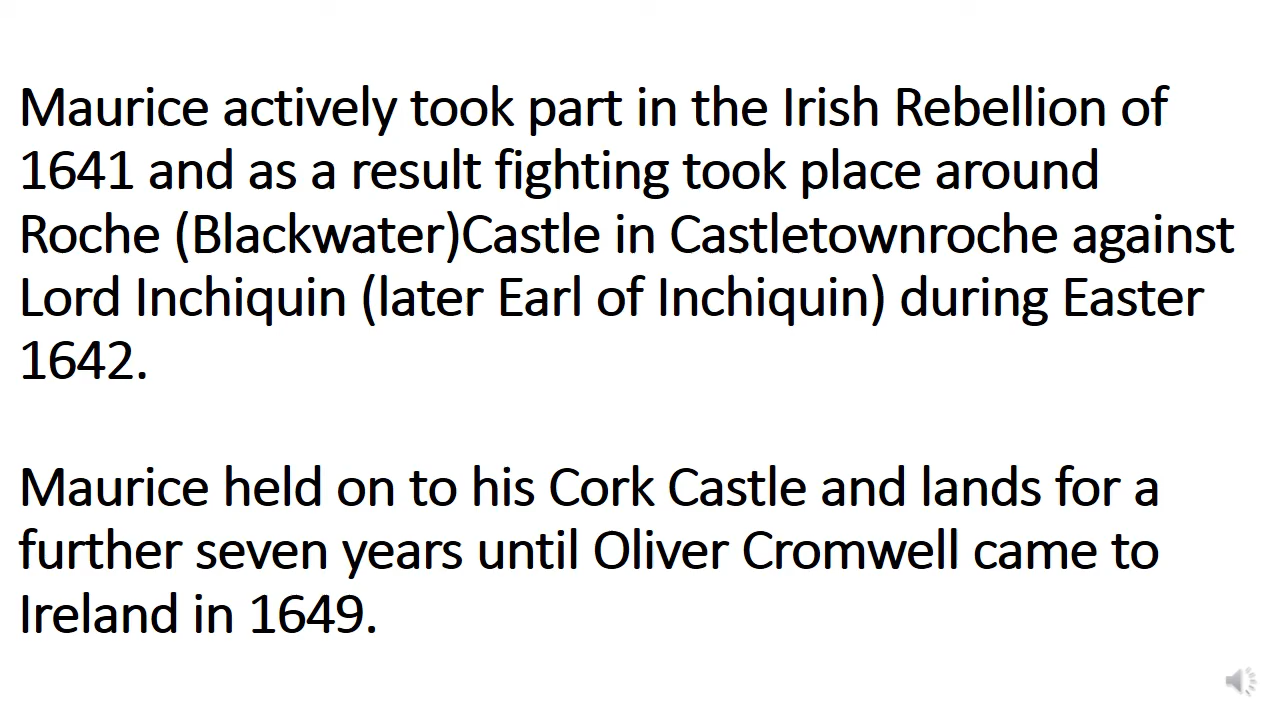 Maurice actively took part in the Irish Rebellion of
1641 and as a result fighting took place around
Roche (Blackwater)Castle in Castletownroche against
Lord Inchiquin (later Earl of Inchiquin) during Easter
1642.
Maurice held on to his Cork Castle and lands for a
further seven years until Oliver Cromwell came to
Ireland in 1649.